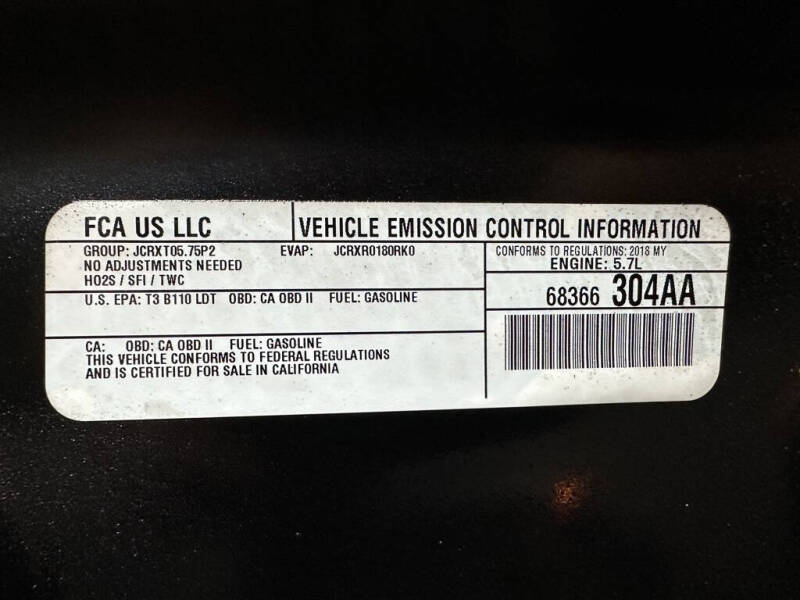 FCA US LLC
VEHICLE EMISSION CONTROL INFORMATION
GROUP: JCRXT05.75P2 EVAP: JCRXR0180RK0
NO ADJUSTMENTS NEEDED
HO2S / SFI / TWC
U.S. EPA: T3 B110 LDT OBD: CA OBD II FUEL: GASOLINE
CA: OBD: CA OBD II FUEL: GASOLINE
THIS VEHICLE CONFORMS TO FEDERAL REGULATIONS
AND IS CERTIFIED FOR SALE IN CALIFORNIA
CONFORMS TO REGULATIONS: 2018 MY
ENGINE: 5.7L
68366 304AA